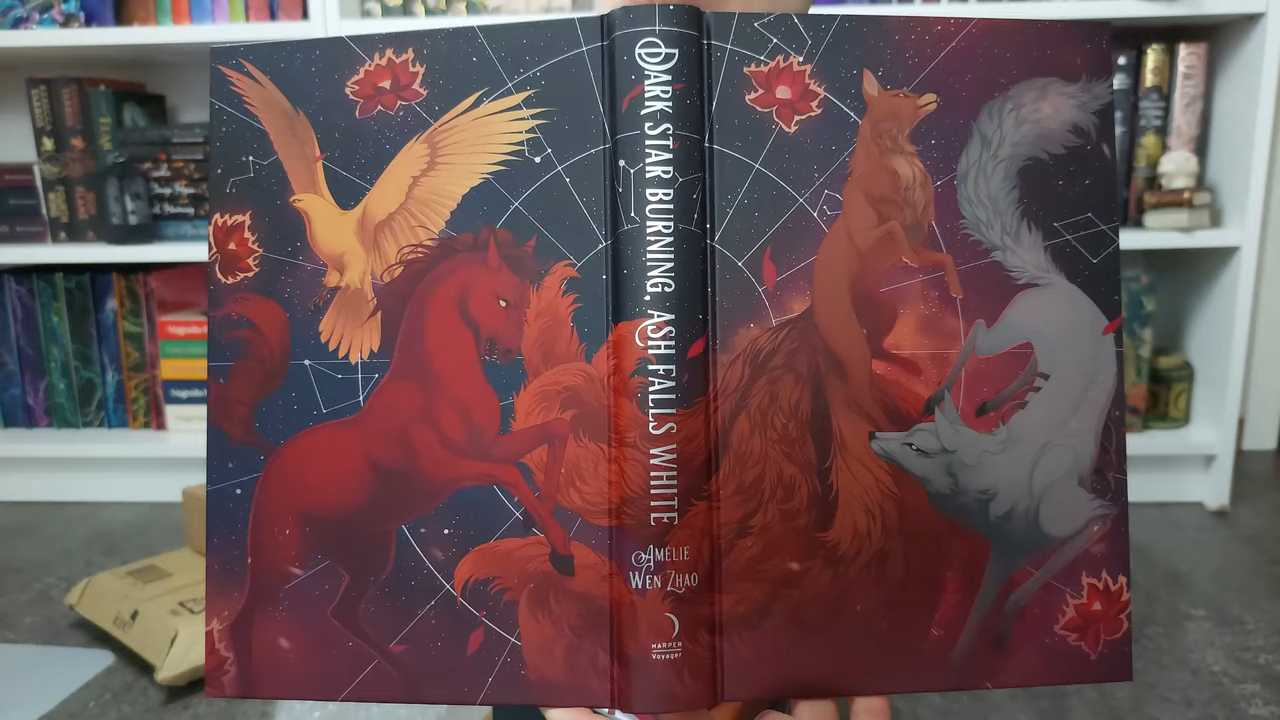 DARK STAR BURNING, ASH FALLS WHITE
AMÉLIE
WEN ZHAO
HARPER
Voyager